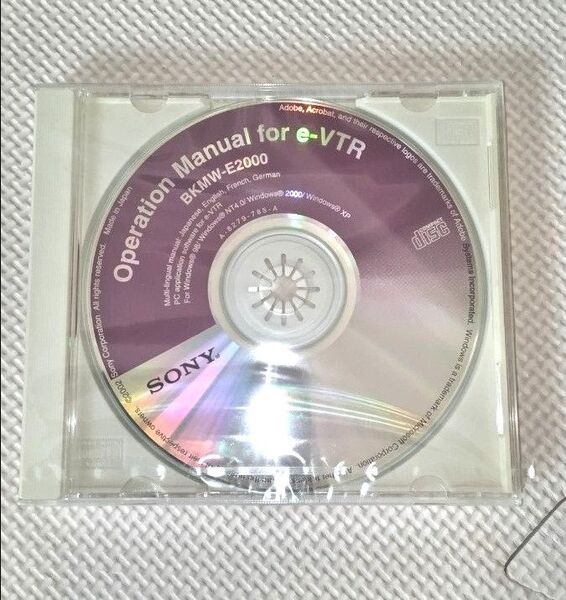 Operation Manual for e-VTR
BKMW-E2000
Multi-lingual manual: Japanese, English, French, German
PC application software for e-VTR
For Windows® 98/ Windows® NT4.0/ Windows® 2000/ Windows® XP
A-8279-765-A
COMPACT
disc
SONY®
©2002 Sony Corporation All rights reserved. Made in Japan
Adobe, Acrobat, and their respective logos are trademarks of Adobe Systems Incorporated. Windows is a trademark of Microsoft Corporation.
respective owners.